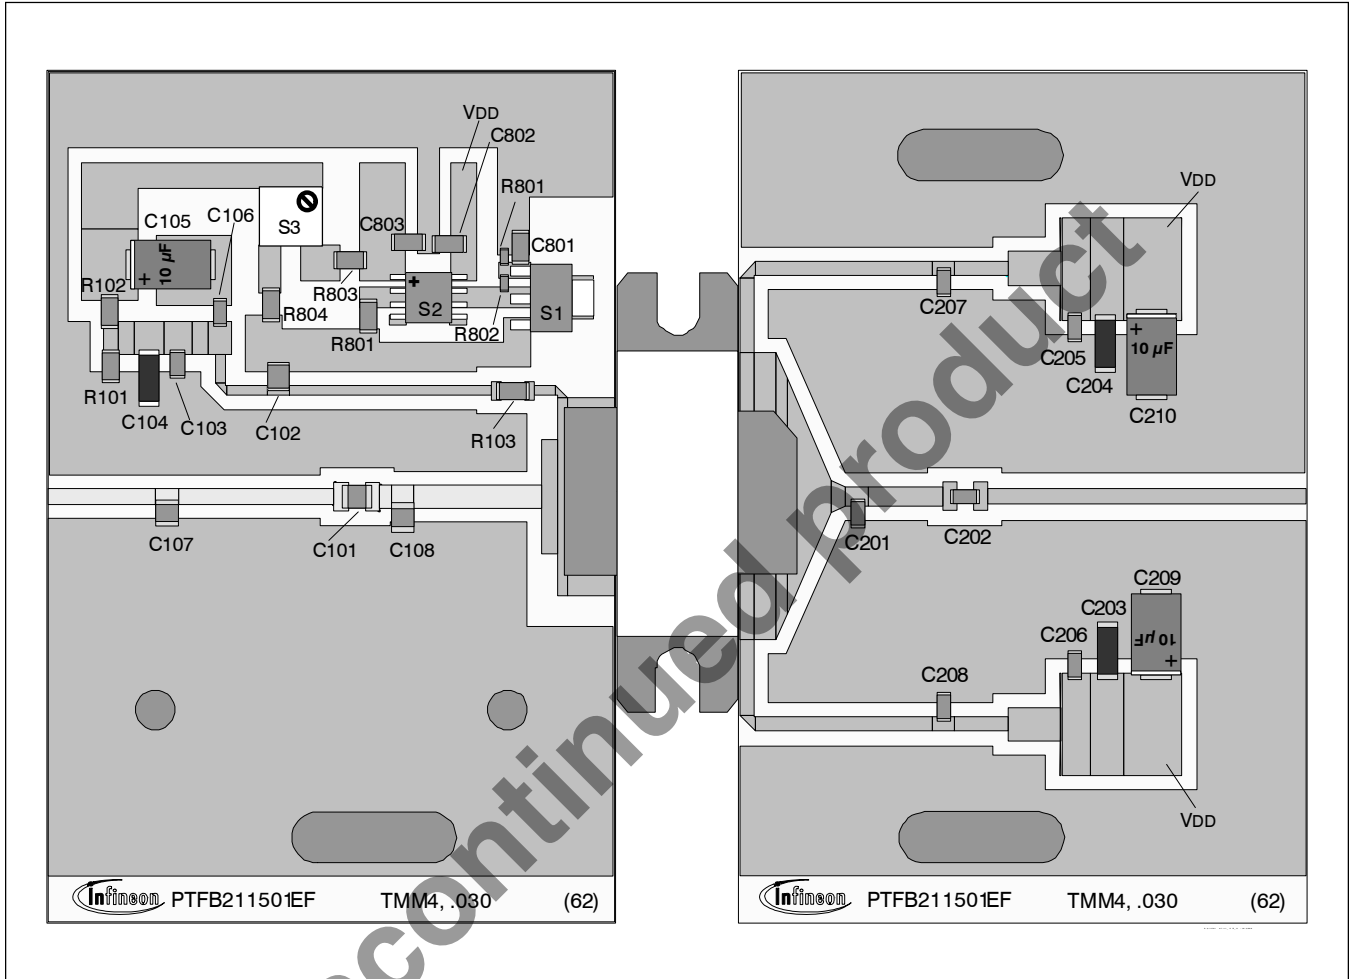 VDD
C802
R801
C105
C106
S3
C803
C801
10 µF
+
R102
R803
R804
+
S2
S1
R802
R801
R101
C104
C103
C102
R103
C107
C101
C108
Infineon PTFB211501EF TMM4, .030 (62)
VDD
C207
+
10 µF
C205
C204
C210
C201
C202
C209
C203
C206
10 µF
+
C208
VDD
Infineon PTFB211501EF TMM4, .030 (62)
continued product